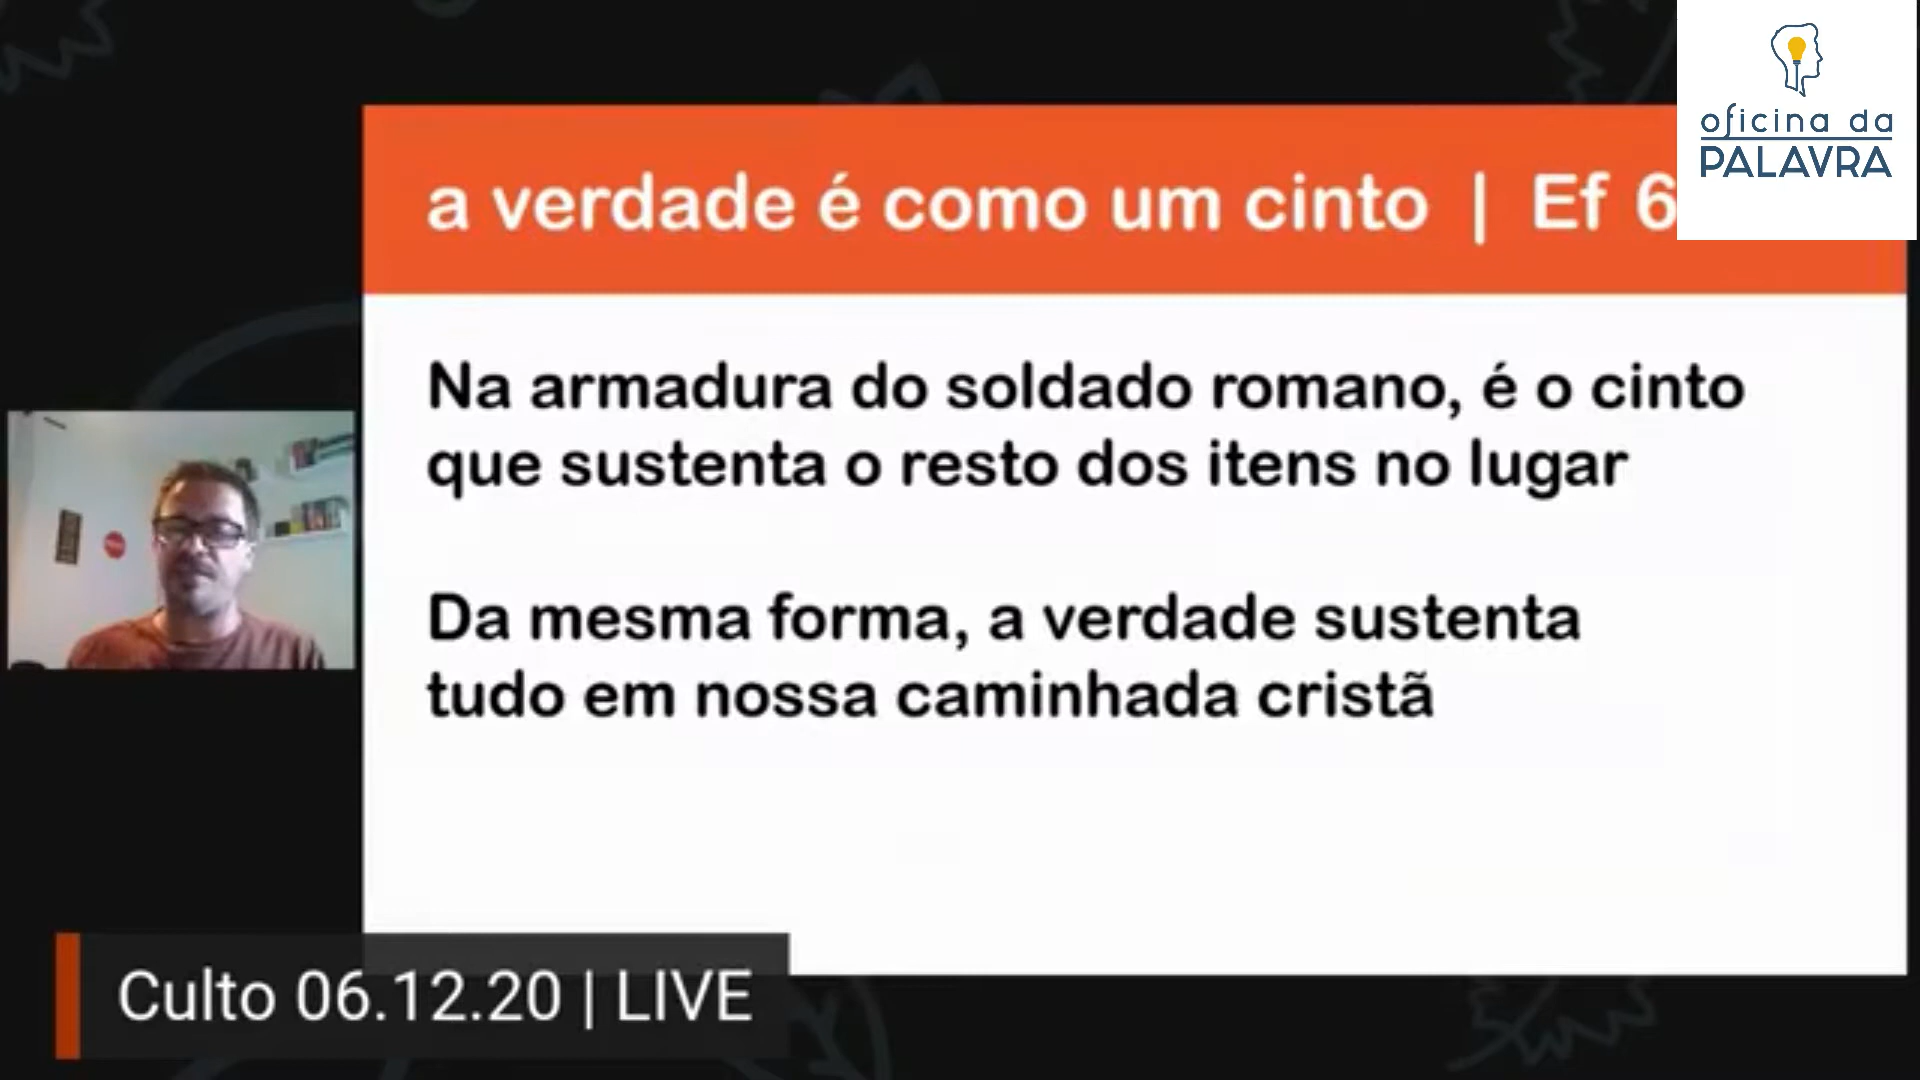 oficina da
PALAVRA
a verdade é como um cinto | Ef 6
Na armadura do soldado romano, é o cinto
que sustenta o resto dos itens no lugar
Da mesma forma, a verdade sustenta
tudo em nossa caminhada cristã
Culto 06.12.20 | LIVE